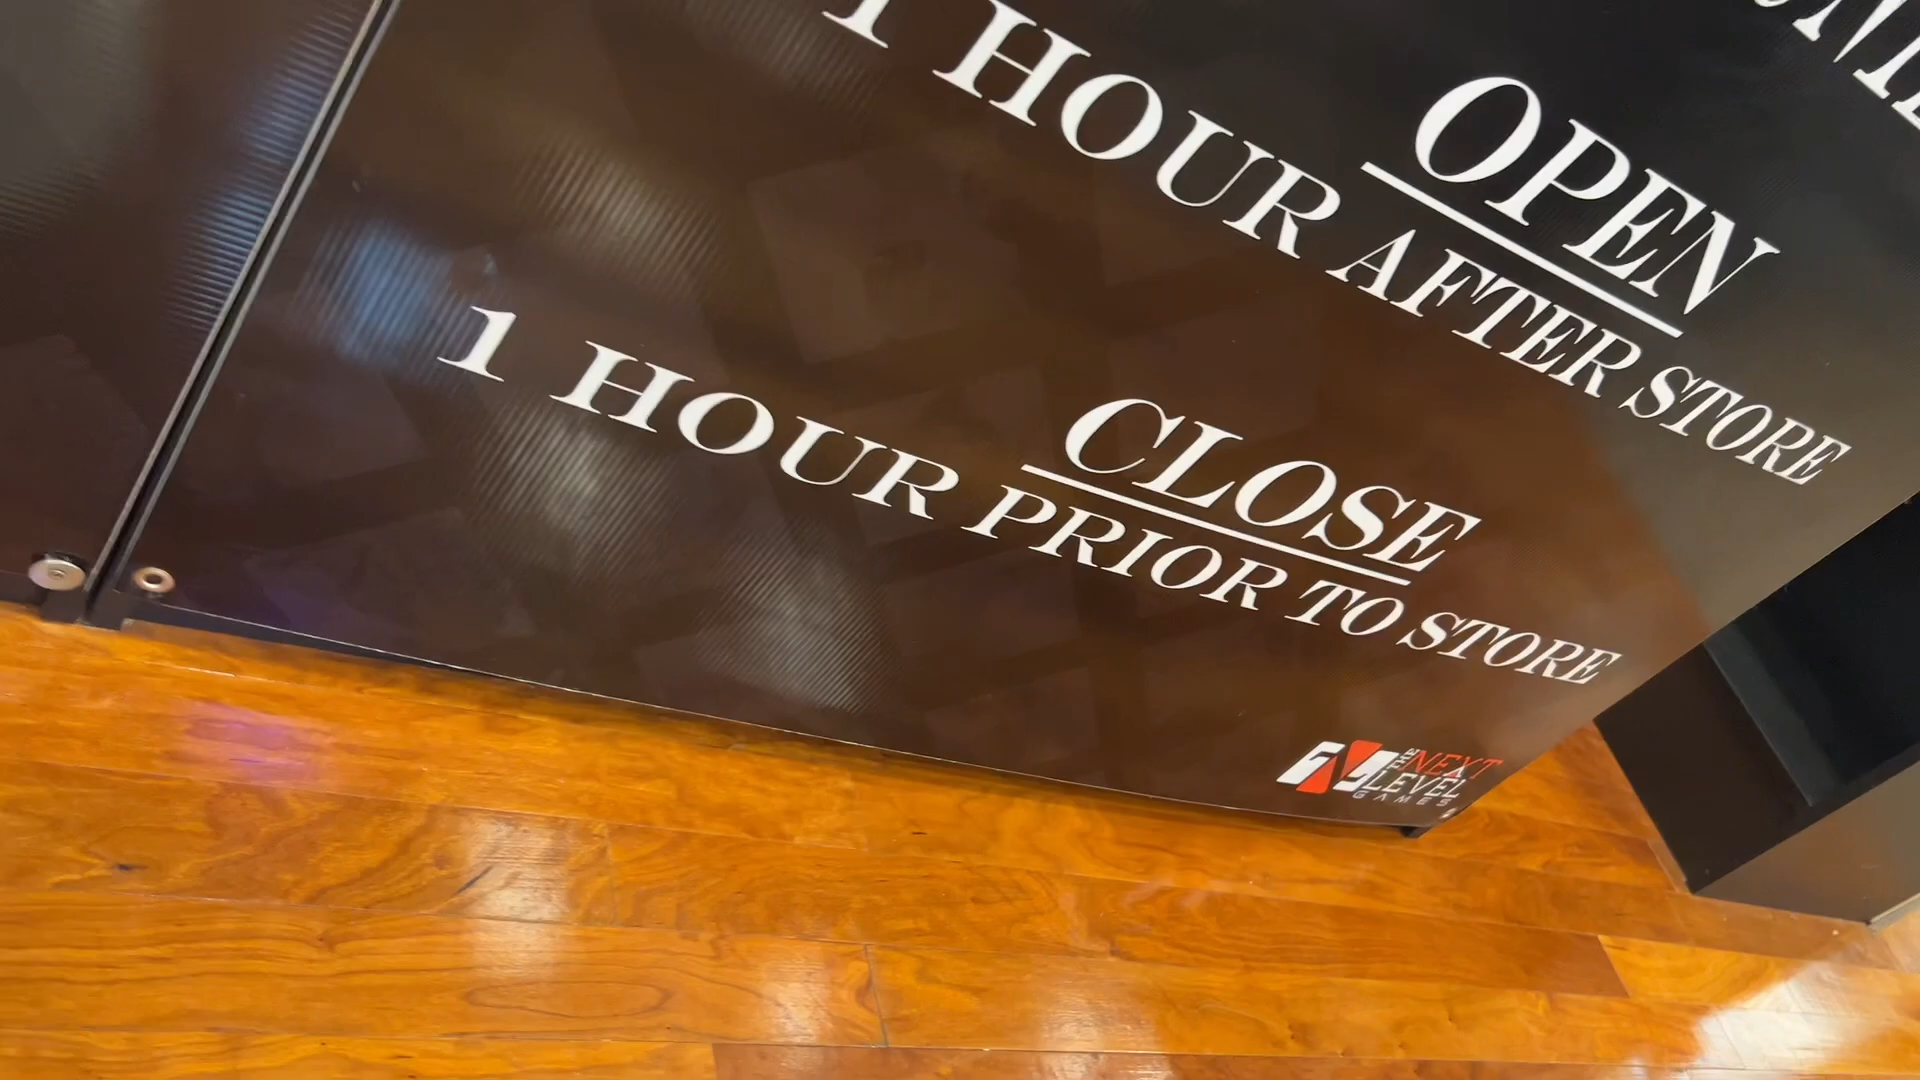 OPEN
1 HOUR AFTER STORE
CLOSE
1 HOUR PRIOR TO STORE
THE NEXT
LEVEL
GAMES